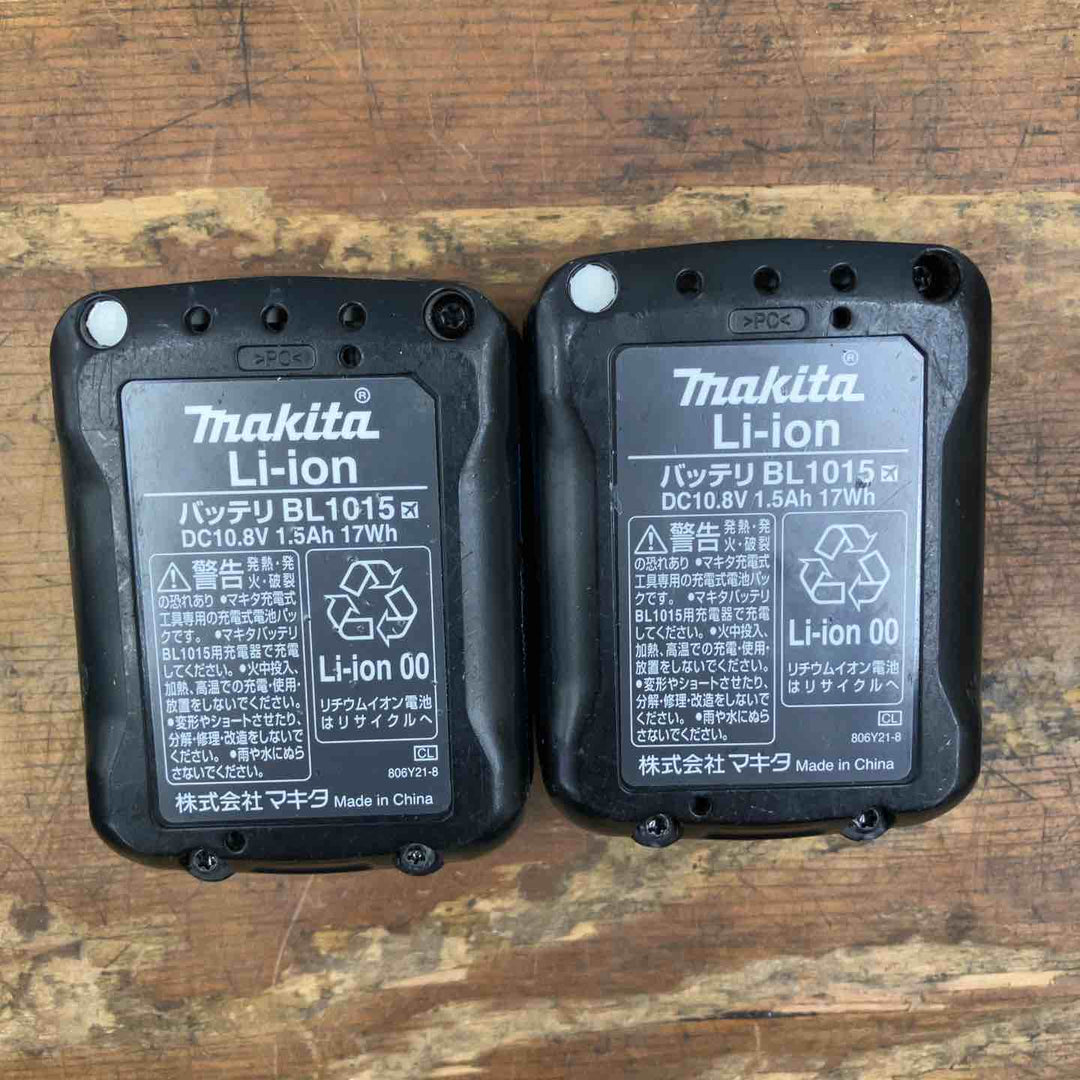 >PC<
makita®
Li-ion
バッテリ BL1015
DC10.8V 1.5Ah 17Wh
⚠警告 発熱・発
火・破裂
の恐れあり •マキタ充電式
工具専用の充電式電池パッ
クです。 •マキタバッテリ
BL1015用充電器で充電
してください。 •火中投入、
加熱、高温での充電・使用・
放置をしないでください。
•変形やショートさせたり、
分解・修理・改造をしないで
ください。 •雨や水にぬら
さないでください。
Li-ion 00
リチウムイオン電池
はリサイクルへ
CL
806Y21-8
株式会社 マキタ Made in China
>PC<
makita®
Li-ion
バッテリ BL1015
DC10.8V 1.5Ah 17Wh
⚠警告 発熱・発
火・破裂
の恐れあり •マキタ充電式
工具専用の充電式電池パッ
クです。 •マキタバッテリ
BL1015用充電器で充電
してください。 •火中投入、
加熱、高温での充電・使用・
放置をしないでください。
•変形やショートさせたり、
分解・修理・改造をしないで
ください。 •雨や水にぬら
さないでください。
Li-ion 00
リチウムイオン電池
はリサイクルへ
CL
806Y21-8
株式会社 マキタ Made in China